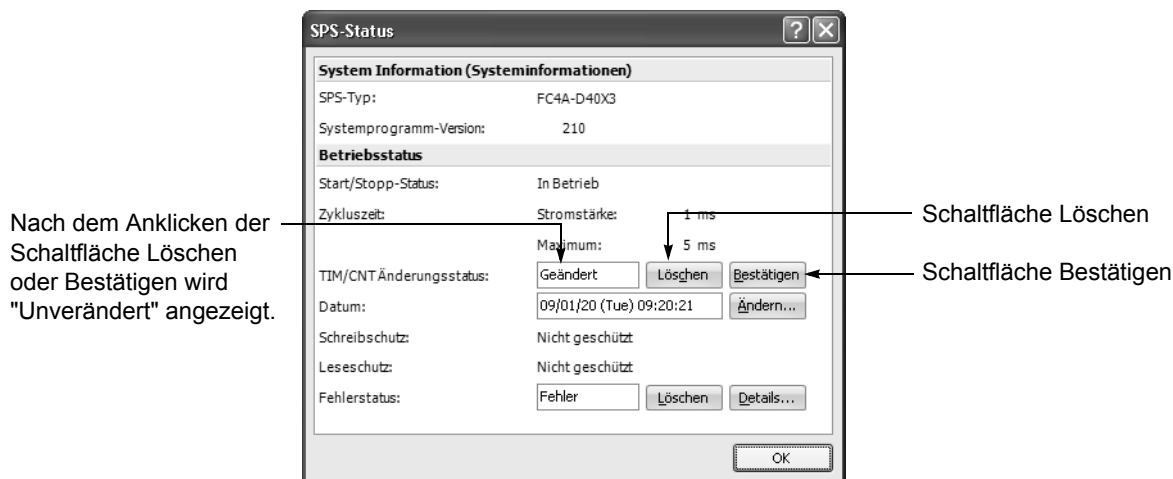 SPS-Status
System Information (Systeminformationen)
SPS-Typ: FC4A-D40X3
Systemprogramm-Version: 210
Betriebsstatus
Start/Stopp-Status: In Betrieb
Zykluszeit: Stromstärke: 1 ms
Maximum: 5 ms
TIM/CNT Änderungsstatus: Geändert Löschen Bestätigen
Datum: 09/01/20 (Tue) 09:20:21 Ändern...
Schreibschutz: Nicht geschützt
Leseschutz: Nicht geschützt
Fehlerstatus: Fehler Löschen Details...
OK
Nach dem Anklicken der
Schaltfläche Löschen
oder Bestätigen wird
"Unverändert" angezeigt.
Schaltfläche Löschen
Schaltfläche Bestätigen